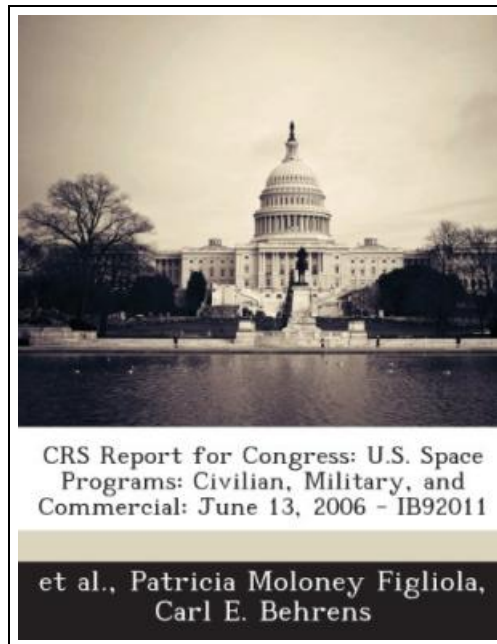 CRS Report for Congress: U.S. Space
Programs: Civilian, Military, and
Commercial: June 13, 2006 - IB92011
et al., Patricia Moloney Figliola,
Carl E. Behrens